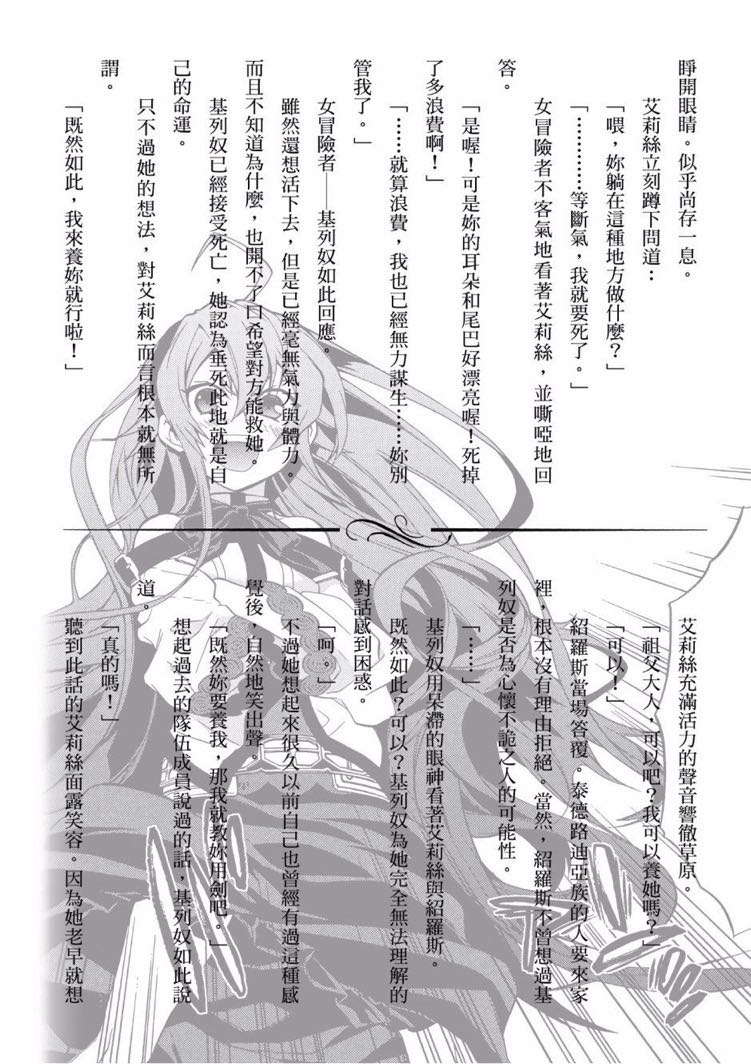 睜開眼睛。似乎尚存一息。
艾莉絲立刻蹲下問道：
「喂，妳躺在這種地方做什麼？」
「…………等斷氣，我就要死了。」
女冒險者不客氣地看著艾莉絲，並嘶啞地回
答。
「是喔！可是妳的耳朵和尾巴好漂亮喔！死掉
了多浪費啊！」
「……就算浪費，我也已經無力謀生……妳別
管我了。」
女冒險者——基列奴如此回應。
雖然還想活下去，但是已經毫無氣力與體力。
而且不知道為什麼，也開不了口希望對方能救她。
基列奴已經接受死亡，她認為垂死此地就是自
己的命運。
只不過她的想法，對艾莉絲而言根本就無所
謂。
「既然如此，我來養妳就行啦！」
艾莉絲充滿活力的聲音響徹草原。
「祖父大人，可以吧？我可以養她嗎？」
「可以！」
紹羅斯當場答覆。泰德路迪亞族的人要來家
裡，根本沒有理由拒絕。當然，紹羅斯不曾想過基
列奴是否為心懷不詭之人的可能性。
「……」
基列奴用呆滯的眼神看著艾莉絲與紹羅斯。
既然如此？可以？基列奴為她完全無法理解的
對話感到困惑。
「呵。」
不過她想起來很久以前自己也曾經有過這種感
覺後，自然地笑出聲。
「既然妳要養我，那我就教妳用劍吧。」
想起過去的隊伍成員說過的話，基列奴如此說
道。
「真的嗎！」
聽到此話的艾莉絲面露笑容。因為她老早就想